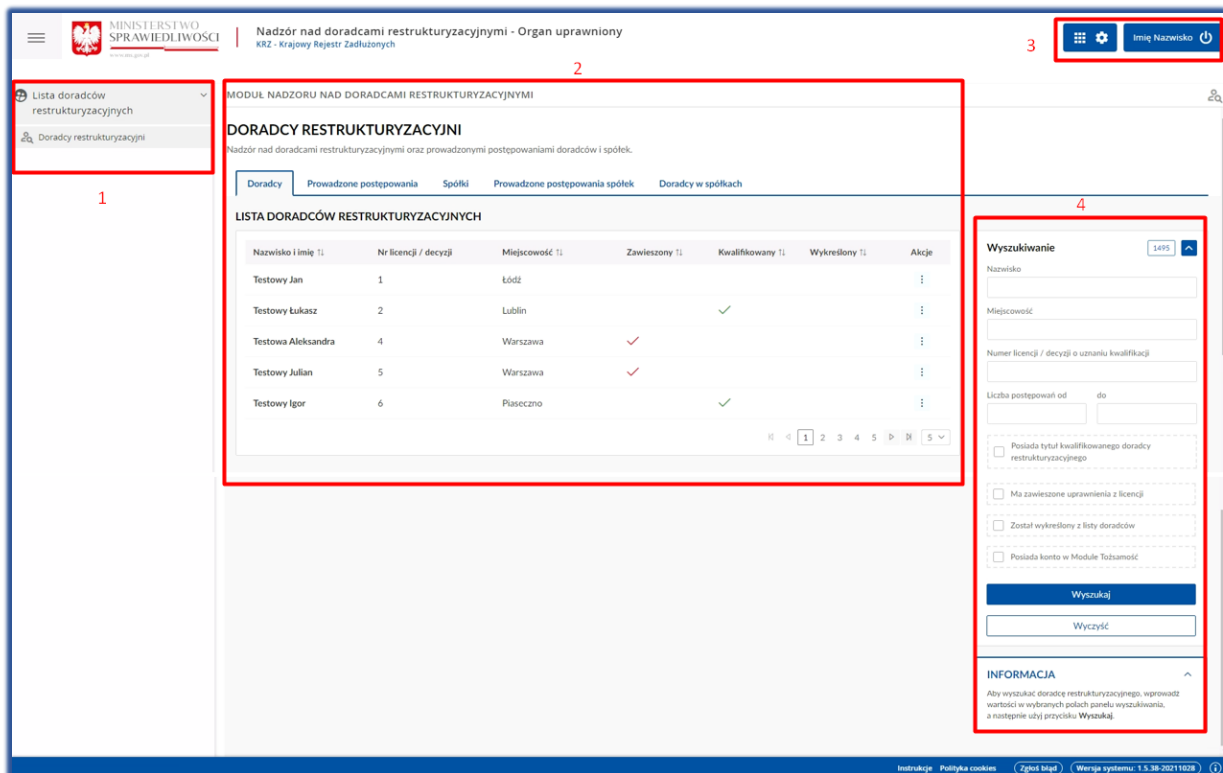 MINISTERSTWO
SPRAWIEDLIWOŚCI
www.ms.gov.pl
Nadzór nad doradcami restrukturyzacyjnymi - Organ uprawniony
KRZ - Krajowy Rejestr Zadłużonych
3
Imię Nazwisko
2
Lista doradców
restrukturyzacyjnych
Doradcy restrukturyzacyjni
1
MODUŁ NADZORU NAD DORADCAMI RESTRUKTURYZACYJNYMI
DORADCY RESTRUKTURYZACYJNI
Nadzór nad doradcami restrukturyzacyjnymi oraz prowadzonymi postępowaniami doradców i spółek.
Doradcy Prowadzone postępowania Spółki Prowadzone postępowania spółek Doradcy w spółkach
LISTA DORADCÓW RESTRUKTURYZACYJNYCH
Nazwisko i imię Nr licencji / decyzji Miejscowość Zawieszony Kwalifikowany Wykreślony Akcje
Testowy Jan 1 Łódź
Testowy Łukasz 2 Lublin
Testowa Aleksandra 4 Warszawa
Testowy Julian 5 Warszawa
Testowy Igor 6 Piaseczno
1 2 3 4 5 5
4
Wyszukiwanie 1495
Nazwisko
Miejscowość
Numer licencji / decyzji o uznaniu kwalifikacji
Liczba postępowań od do
Posiada tytuł kwalifikowanego doradcy
restrukturyzacyjnego
Ma zawieszone uprawnienia z licencji
Został wykreślony z listy doradców
Posiada konto w Module Tożsamość
Wyszukaj
Wyczyść
INFORMACJA
Aby wyszukać doradcę restrukturyzacyjnego, wprowadź
wartości w wybranych polach panelu wyszukiwania,
a następnie użyj przycisku Wyszukaj.
Instrukcje Polityka cookies Zgłoś błąd Wersja systemu: 1.5.38-20211028